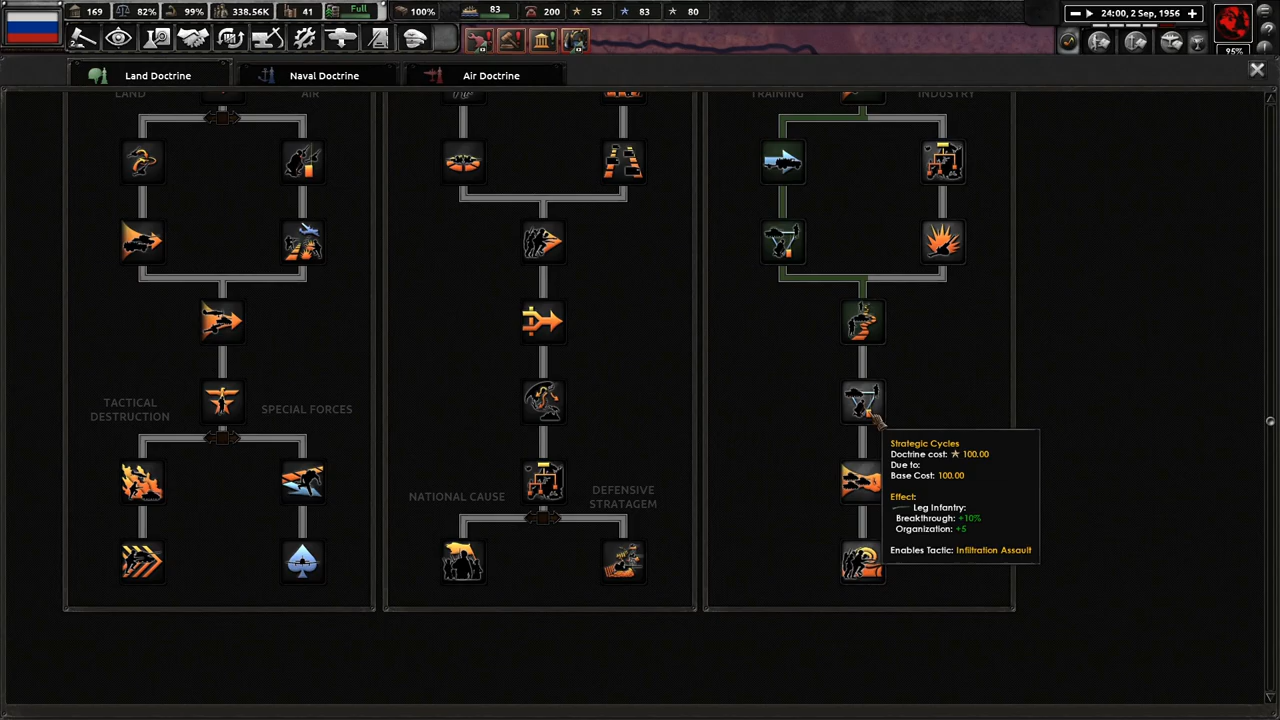 169 82% 99% 338.56K 41 Full 100% 83 200 55 83 80 24:00, 2 Sep, 1956
95%
Land Doctrine Naval Doctrine Air Doctrine
LAND AIR TRAINING INDUSTRY
TACTICAL
DESTRUCTION
SPECIAL FORCES
NATIONAL CAUSE
DEFENSIVE
STRATAGEM
Strategic Cycles
Doctrine cost: 100.00
Due to:
Base Cost: 100.00
Effect:
Leg Infantry:
Breakthrough: +10%
Organization: +5
Enables Tactic: Infiltration Assault